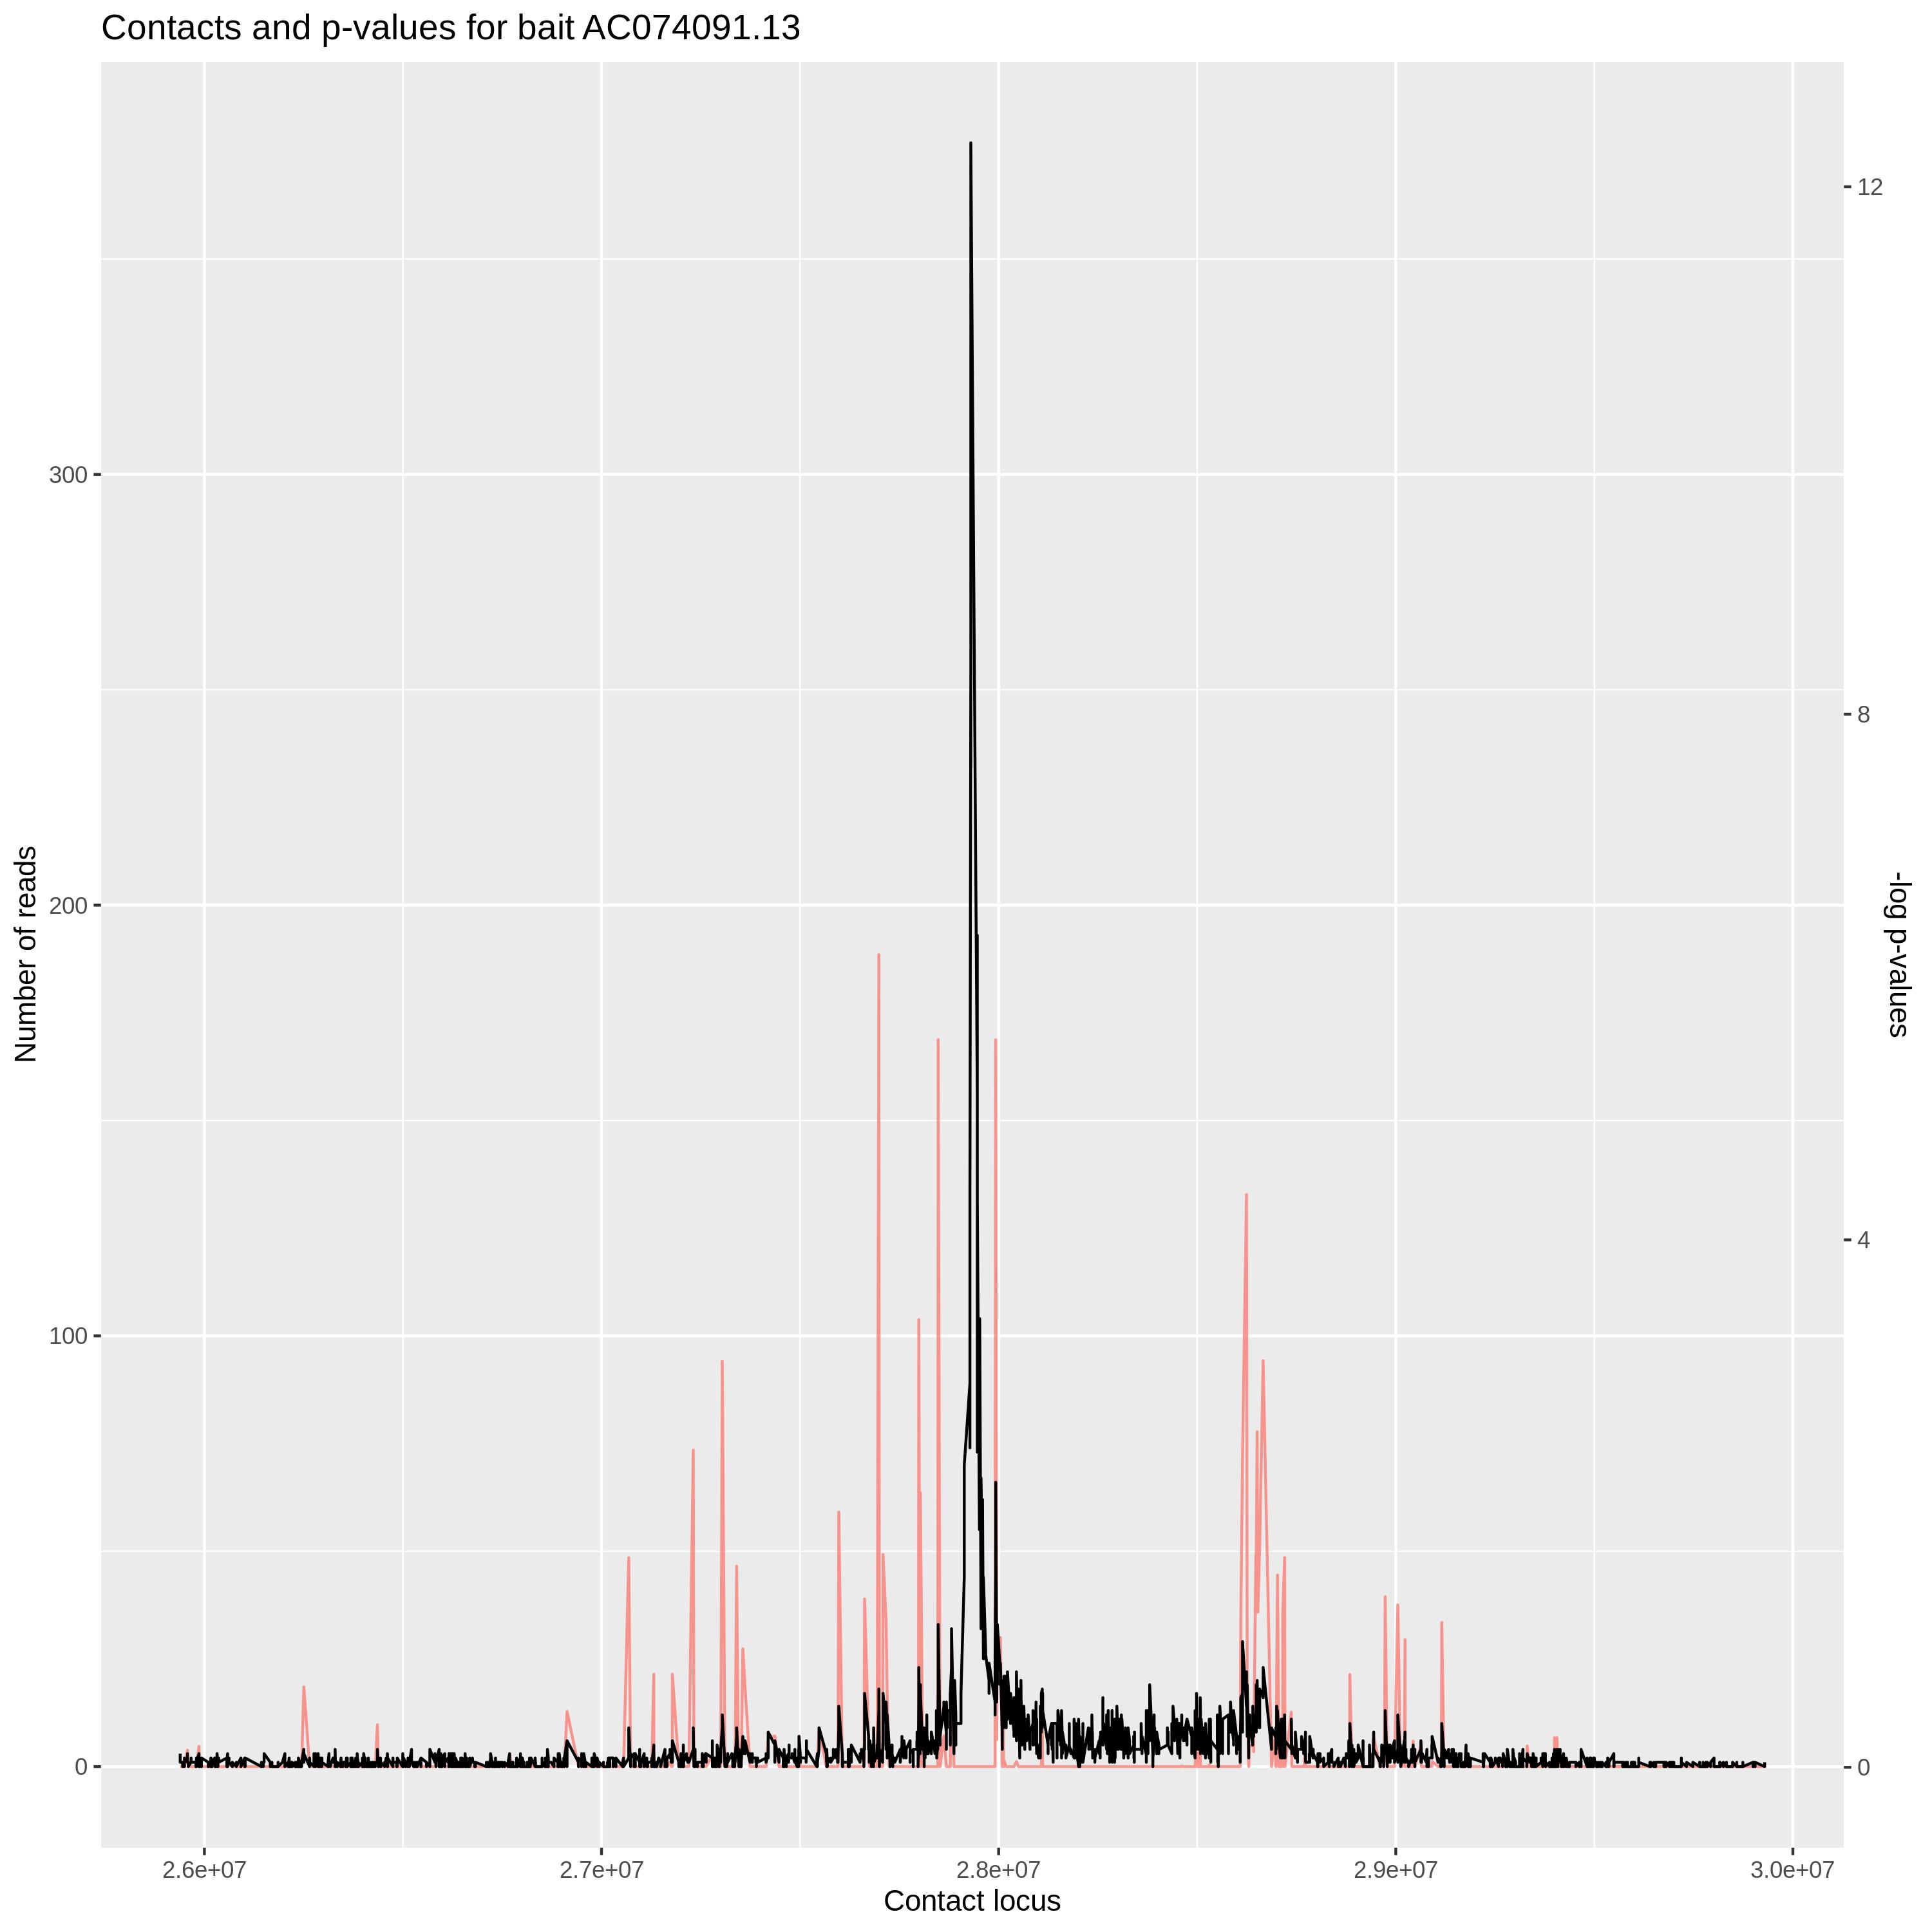 Contacts and p-values for bait AC074091.13
Number of reads
300
200
100
0
12
8
4
0
-log p-values
2.6e+07
2.7e+07
2.8e+07
2.9e+07
3.0e+07
Contact locus